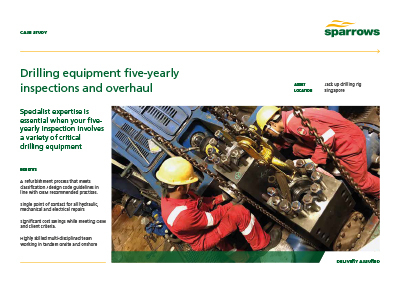 CASE STUDY
sparrows
Drilling equipment five-yearly
inspections and overhaul
ASSET
Jack up drilling rig
LOCATION
Singapore
Specialist expertise is
essential when your five-
yearly inspection involves
a variety of critical
drilling equipment
BENEFITS
A refurbishment process that meets
classification / design code guidelines in
line with OEM recommended practices.
Single point of contact for all hydraulic,
mechanical and electrical repairs
Significant cost savings while meeting OEM
and client criteria.
Highly skilled multi-disciplined team
working in tandem onsite and onshore
DELIVERY ASSURED